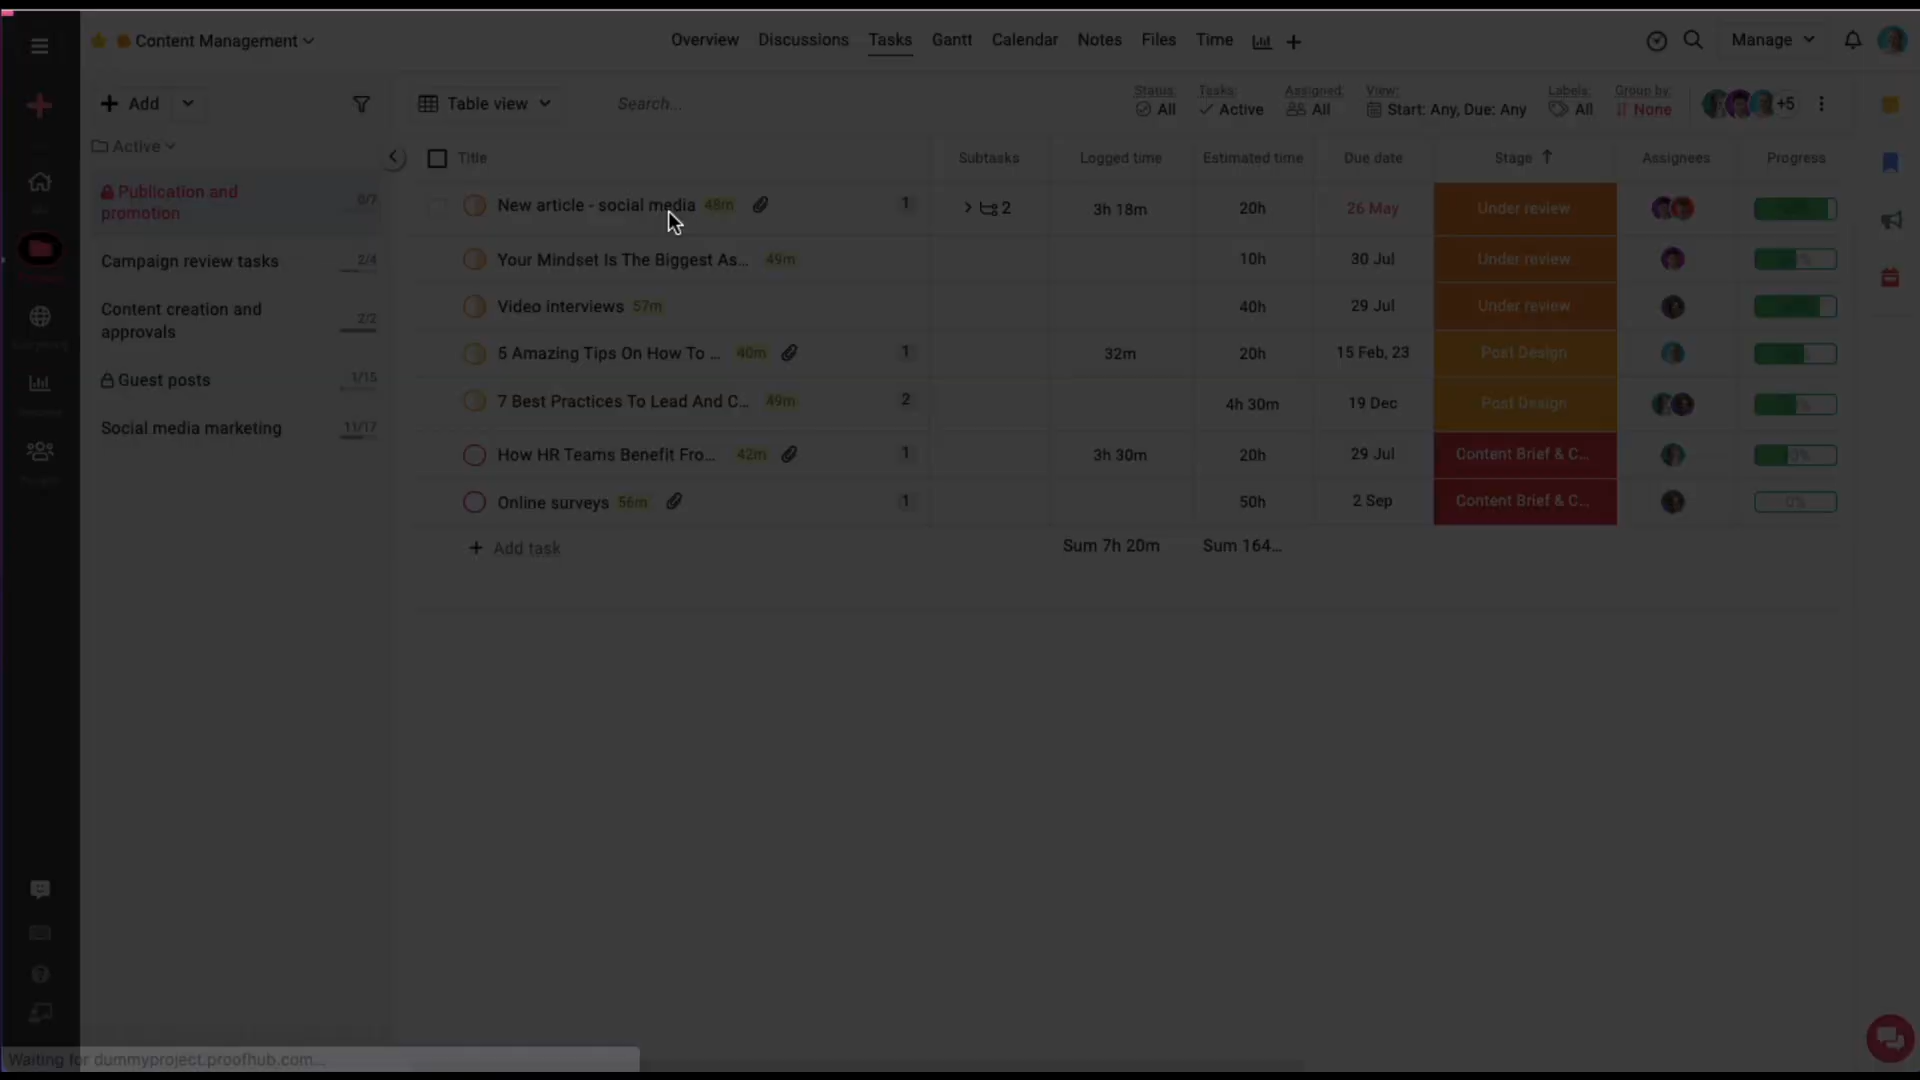 Content Management
Overview Discussions Tasks Gantt Calendar Notes Files Time
Manage
Add
Table view
Search...
Status: All
Tasks: Active
Assigned: All
View: Start: Any, Due: Any
Labels: All
Group by: None
+5
Active
Publication and promotion 0/7
Campaign review tasks 2/4
Content creation and approvals 2/2
Guest posts 1/15
Social media marketing 11/17
Title Subtasks Logged time Estimated time Due date Stage Assignees Progress
New article - social media 48m 1 2 3h 18m 20h 26 May Under review
Your Mindset Is The Biggest As... 49m 10h 30 Jul Under review
Video interviews 57m 40h 29 Jul Under review
5 Amazing Tips On How To ... 40m 1 32m 20h 15 Feb, 23 Post Design
7 Best Practices To Lead And C... 49m 2 4h 30m 19 Dec Post Design
How HR Teams Benefit Fro... 42m 1 3h 30m 20h 29 Jul Content Brief & C...
Online surveys 56m 1 50h 2 Sep Content Brief & C... 0%
Add task Sum 7h 20m Sum 164...
Waiting for dummyproject.proofhub.com...